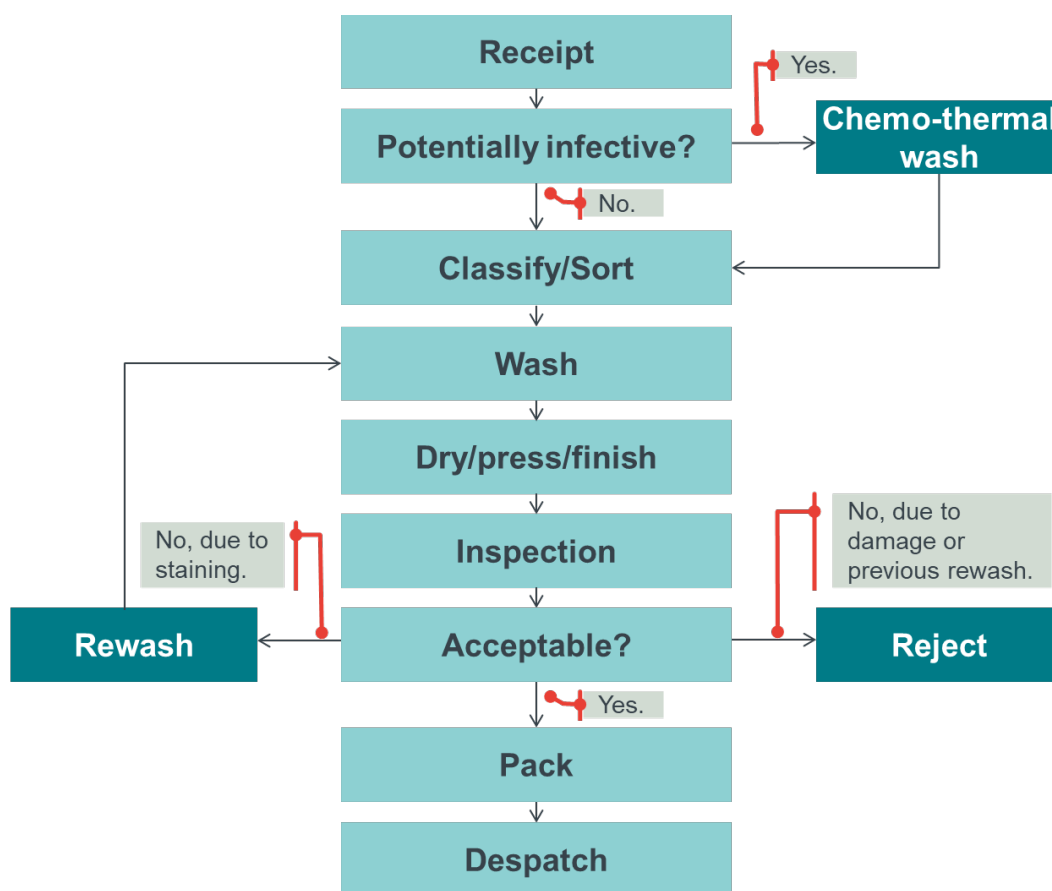 Receipt
Yes.
Potentially infective?
Chemo-thermal
wash
No.
Classify/Sort
Wash
Dry/press/finish
Inspection
No, due to
staining.
No, due to
damage or
previous rewash.
Rewash
Acceptable?
Reject
Yes.
Pack
Despatch